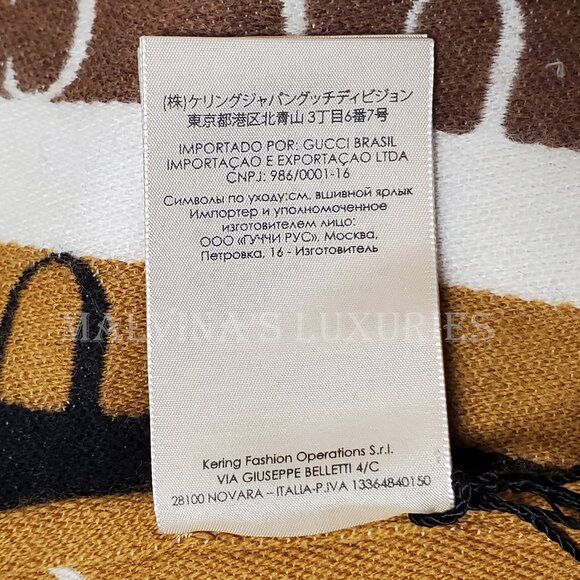 (株)ケリングジャパングッチディビジョン
東京都港区北青山3丁目6番7号
IMPORTADO POR: GUCCI BRASIL
IMPORTAÇAO E EXPORTAÇAO LTDA
CNPJ: 986/0001-16
Символы по уходу:см. вшивной ярлык
Импортер и уполномоченное
изготовителем лицо:
ООО «ГУЧЧИ РУС», Москва,
Петровка, 16 - Изготовитель
MALVINA'S LUXURIES
Kering Fashion Operations S.r.l.
VIA GIUSEPPE BELLETTI 4/C
28100 NOVARA – ITALIA-P.IVA 13364840150